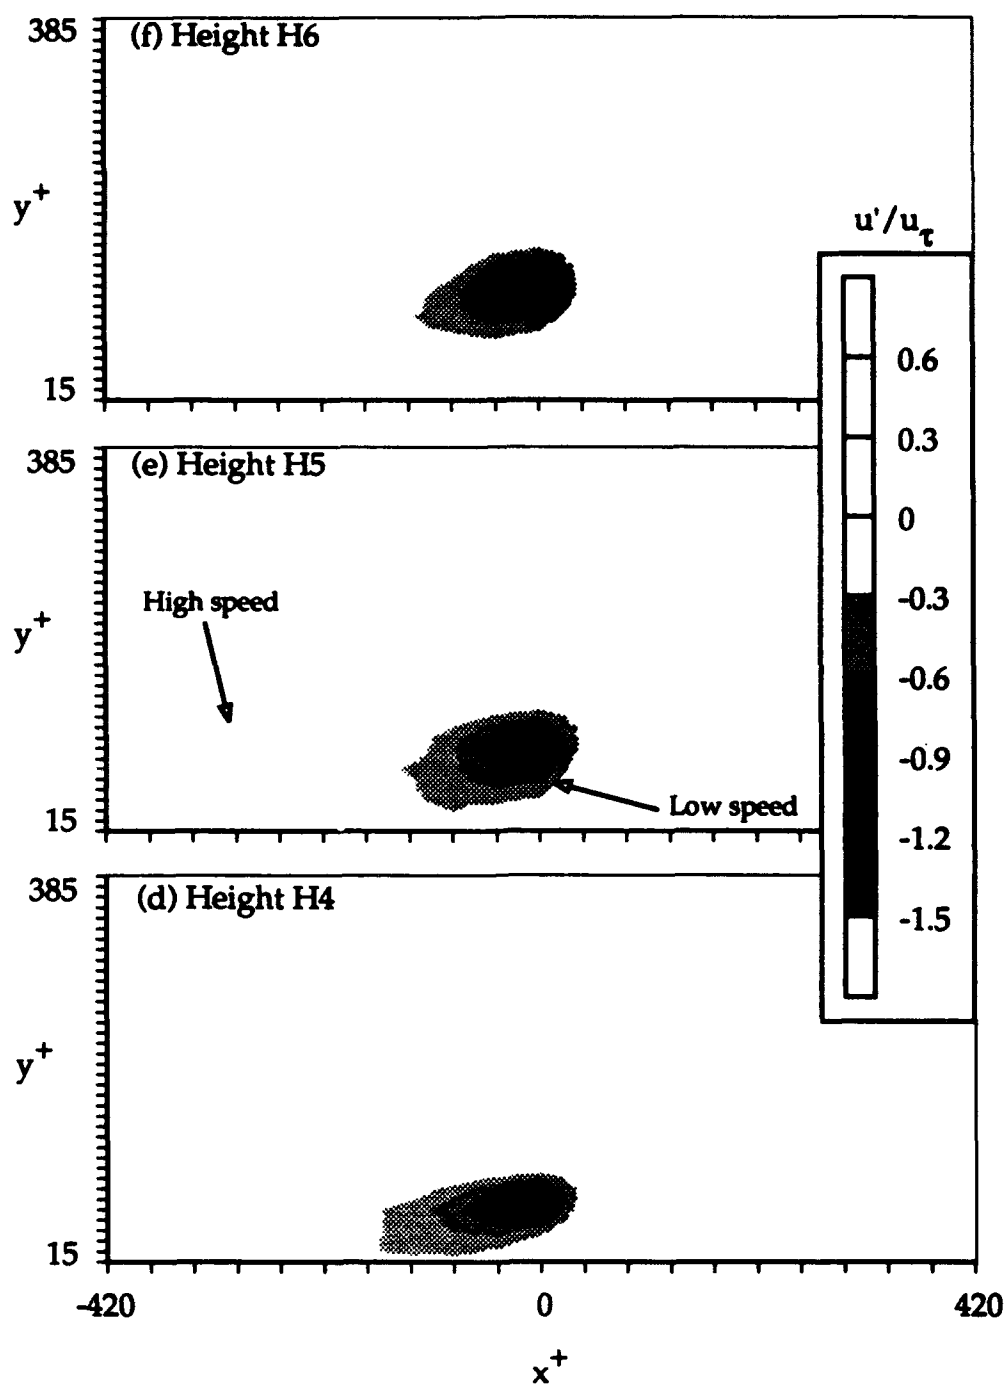 385
(f) Height H6
y+
15
u'/uτ
0.6
0.3
0
-0.3
-0.6
-0.9
-1.2
-1.5
385
(e) Height H5
High speed
y+
Low speed
15
385
(d) Height H4
y+
15
-420
0
420
x+